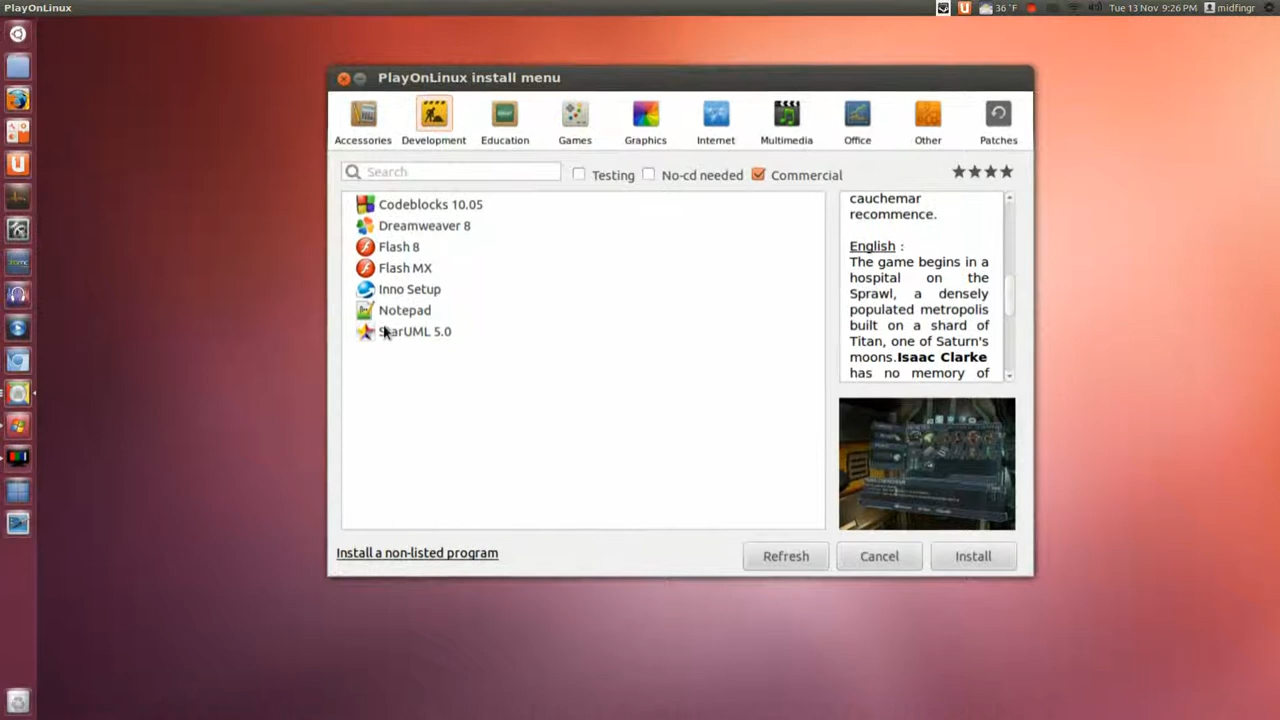 PlayOnLinux
36 °F
Tue 13 Nov 9:26 PM
midfingr
PlayOnLinux install menu
Accessories
Development
Education
Games
Graphics
Internet
Multimedia
Office
Other
Patches
Search
Testing
No-cd needed
Commercial
Codeblocks 10.05
Dreamweaver 8
Flash 8
Flash MX
Inno Setup
Notepad
StarUML 5.0
cauchemar
recommence.
English :
The game begins in a
hospital on the
Sprawl, a densely
populated metropolis
built on a shard of
Titan, one of Saturn's
moons.Isaac Clarke
has no memory of
Install a non-listed program
Refresh
Cancel
Install